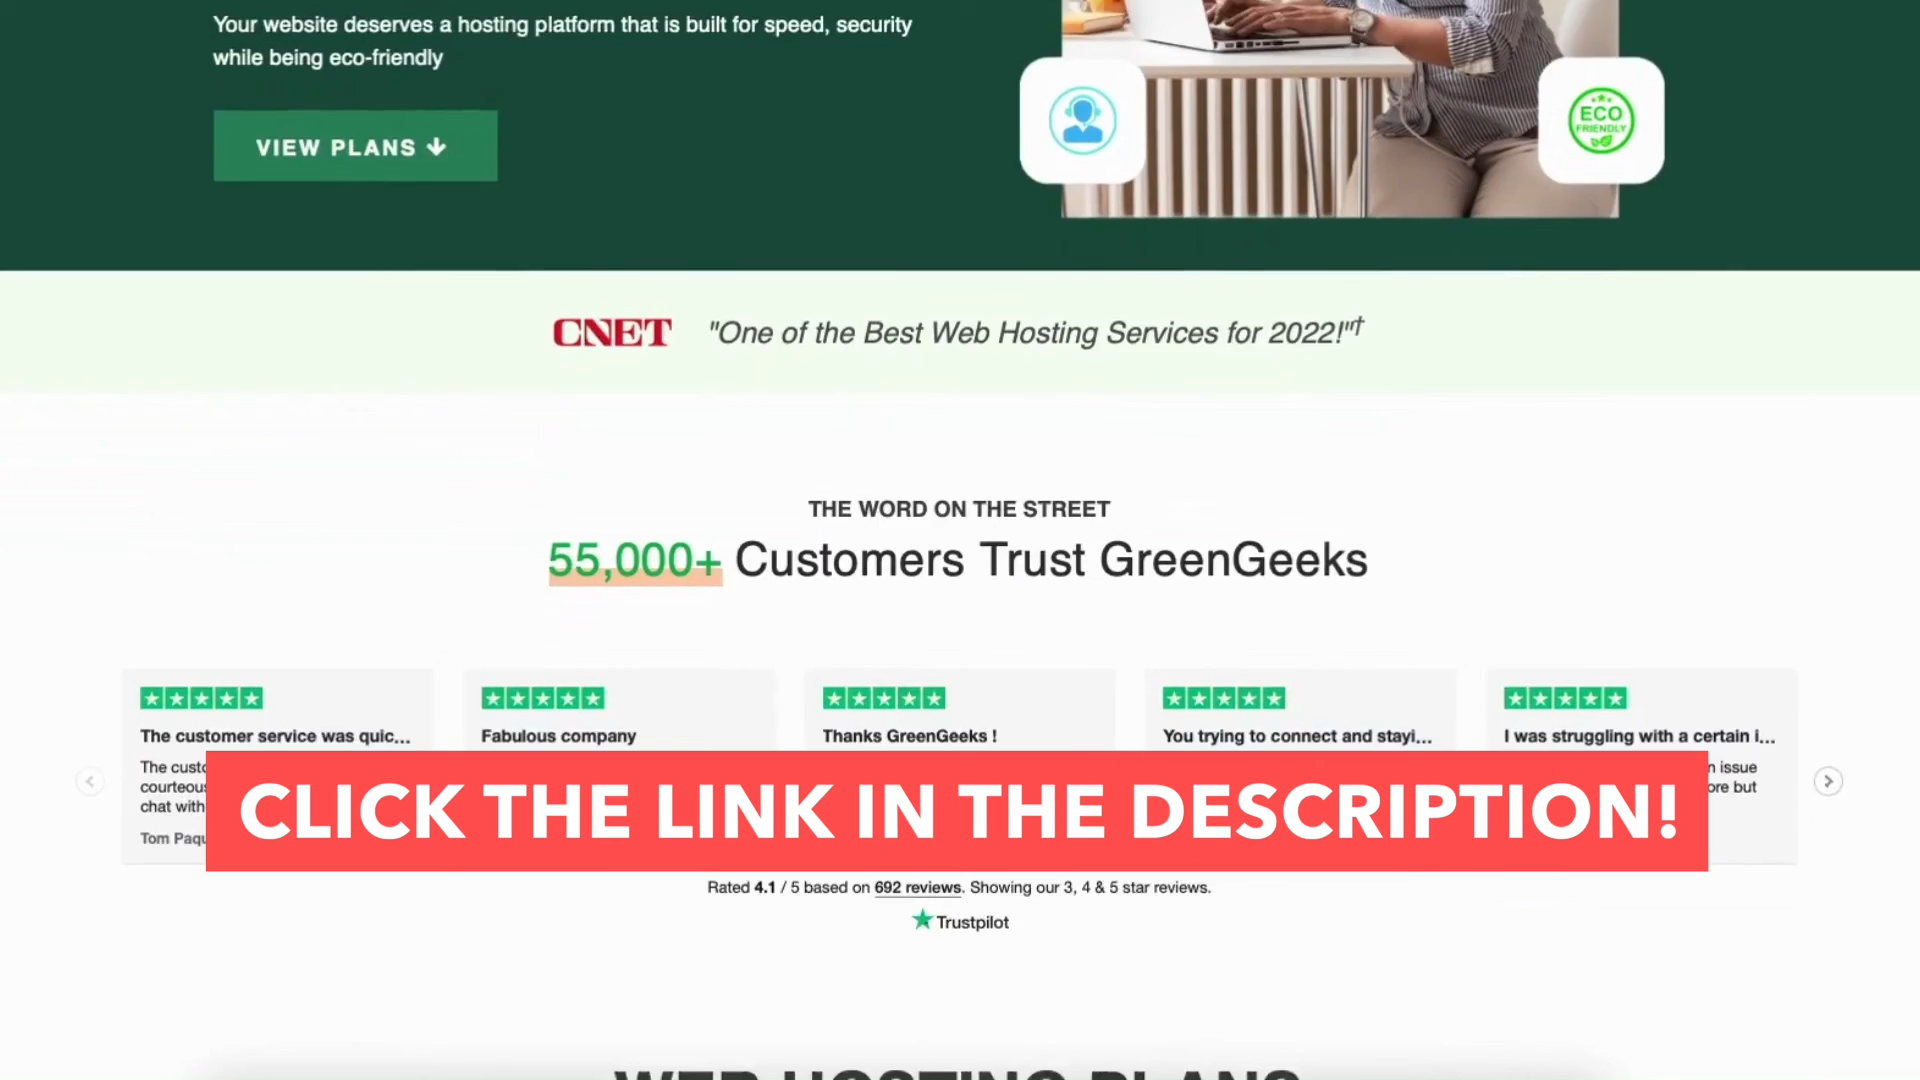 Your website deserves a hosting platform that is built for speed, security
while being eco-friendly
VIEW PLANS
ECO
FRIENDLY
CNET "One of the Best Web Hosting Services for 2022!"†
THE WORD ON THE STREET
55,000+ Customers Trust GreenGeeks
The customer service was quic...
The
courteous
chat with
Tom
Fabulous company
Thanks GreenGeeks !
You trying to connect and stayi...
I was struggling with a certain i...
issue
but
CLICK THE LINK IN THE DESCRIPTION!
Rated 4.1 / 5 based on 692 reviews. Showing our 3, 4 & 5 star reviews.
Trustpilot
WEB HOSTING PLANS